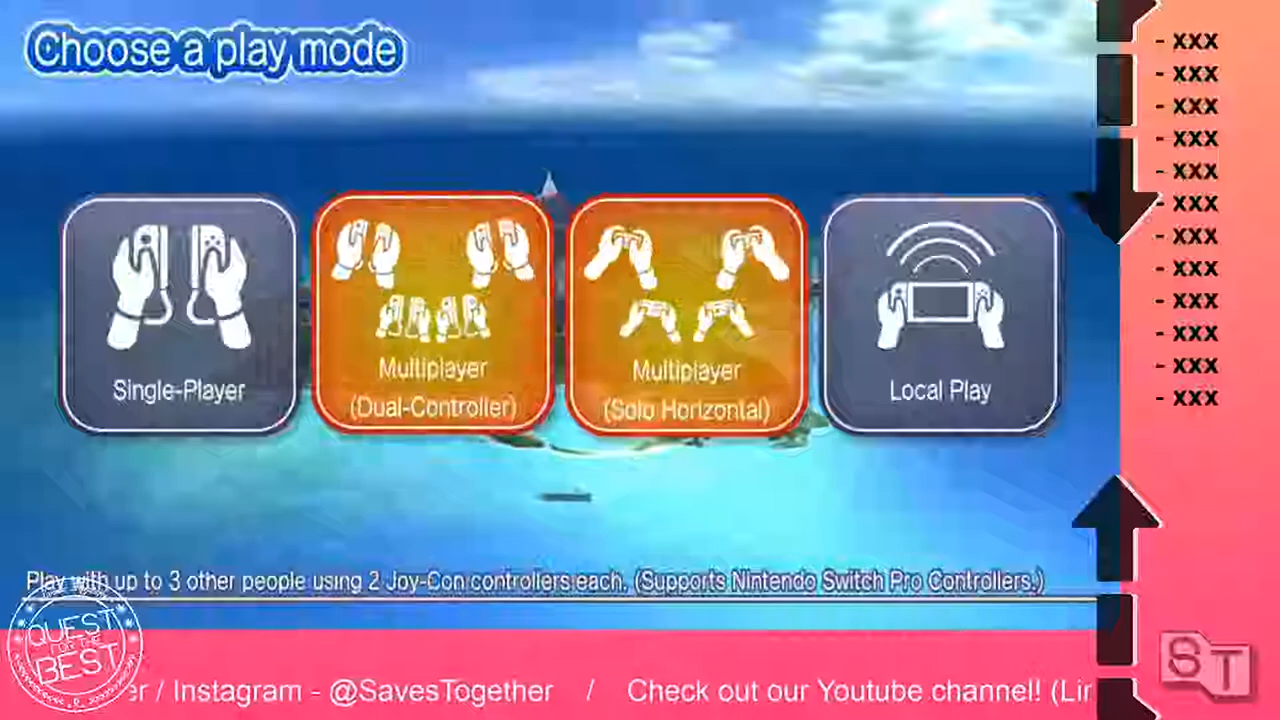 Choose a play mode
- xxx
- xxx
- xxx
- xxx
- xxx
- xxx
- xxx
- xxx
- xxx
- xxx
- xxx
- xxx
Single-Player
Multiplayer
(Dual-Controller)
Multiplayer
(Solo Horizontal)
Local Play
Play with up to 3 other people using 2 Joy-Con controllers each. (Supports Nintendo Switch Pro Controllers.)
QUEST
FOR THE
BEST
er / Instagram - @SavesTogether / Check out our Youtube channel! (Lin
ST